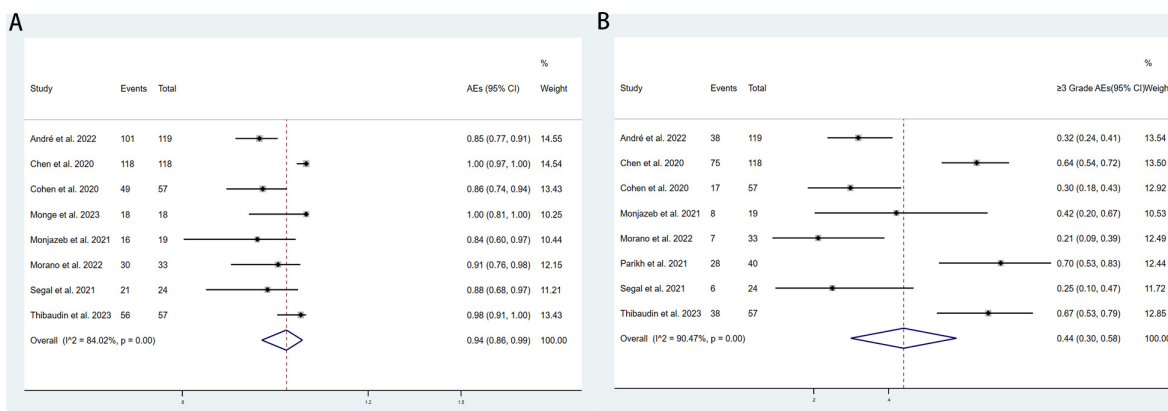 A
%
Study Events Total AEs (95% CI) Weight
André et al. 2022 101 119 0.85 (0.77, 0.91) 14.55
Chen et al. 2020 118 118 1.00 (0.97, 1.00) 14.54
Cohen et al. 2020 49 57 0.86 (0.74, 0.94) 13.43
Monge et al. 2023 18 18 1.00 (0.81, 1.00) 10.25
Monjazeb et al. 2021 16 19 0.84 (0.60, 0.97) 10.44
Morano et al. 2022 30 33 0.91 (0.76, 0.98) 12.15
Segal et al. 2021 21 24 0.88 (0.68, 0.97) 11.21
Thibaudin et al. 2023 56 57 0.98 (0.91, 1.00) 13.43
Overall (I^2 = 84.02%, p = 0.00) 0.94 (0.86, 0.99) 100.00
B
%
Study Events Total ≥3 Grade AEs(95% CI)Weight
André et al. 2022 38 119 0.32 (0.24, 0.41) 13.54
Chen et al. 2020 75 118 0.64 (0.54, 0.72) 13.50
Cohen et al. 2020 17 57 0.30 (0.18, 0.43) 12.92
Monjazeb et al. 2021 8 19 0.42 (0.20, 0.67) 10.53
Morano et al. 2022 7 33 0.21 (0.09, 0.39) 12.49
Parikh et al. 2021 28 40 0.70 (0.53, 0.83) 12.44
Segal et al. 2021 6 24 0.25 (0.10, 0.47) 11.72
Thibaudin et al. 2023 38 57 0.67 (0.53, 0.79) 12.85
Overall (I^2 = 90.47%, p = 0.00) 0.44 (0.30, 0.58) 100.00
.2 .4